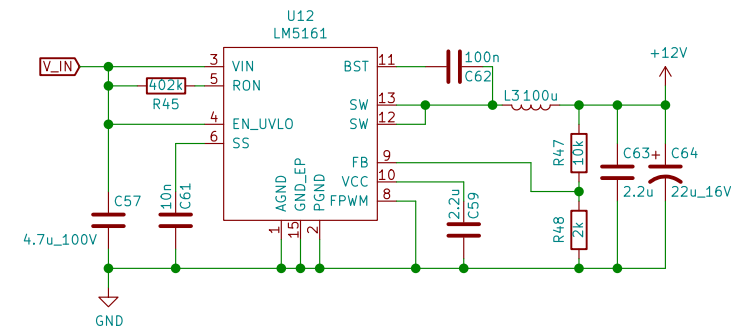 U12
LM5161
V_IN
3 VIN
5 RON
402k
R45
4 EN_UVLO
6 SS
BST 11
100n
C62
SW 13
SW 12
L3 100u
+12V
FB 9
VCC 10
FPWM 8
AGND
GND_EP
PGND
1
15
2
R47
10k
R48
2k
C63
2.2u
C64
+
22u_16V
2.2u
C59
10n
C61
C57
4.7u_100V
GND